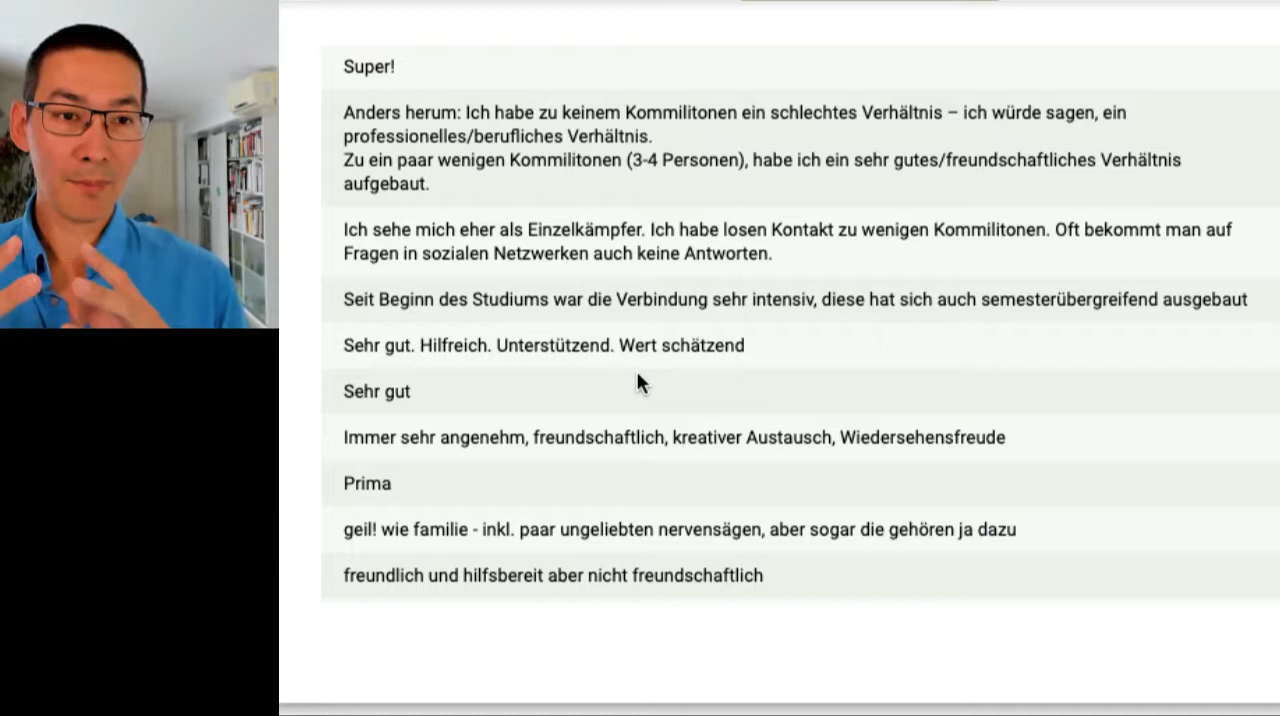 Super!
Anders herum: Ich habe zu keinem Kommilitonen ein schlechtes Verhältnis – ich würde sagen, ein
professionelles/berufliches Verhältnis.
Zu ein paar wenigen Kommilitonen (3-4 Personen), habe ich ein sehr gutes/freundschaftliches Verhältnis
aufgebaut.
Ich sehe mich eher als Einzelkämpfer. Ich habe losen Kontakt zu wenigen Kommilitonen. Oft bekommt man auf
Fragen in sozialen Netzwerken auch keine Antworten.
Seit Beginn des Studiums war die Verbindung sehr intensiv, diese hat sich auch semesterübergreifend ausgebaut
Sehr gut. Hilfreich. Unterstützend. Wert schätzend
Sehr gut
Immer sehr angenehm, freundschaftlich, kreativer Austausch, Wiedersehensfreude
Prima
geil! wie familie - inkl. paar ungeliebten nervensägen, aber sogar die gehören ja dazu
freundlich und hilfsbereit aber nicht freundschaftlich